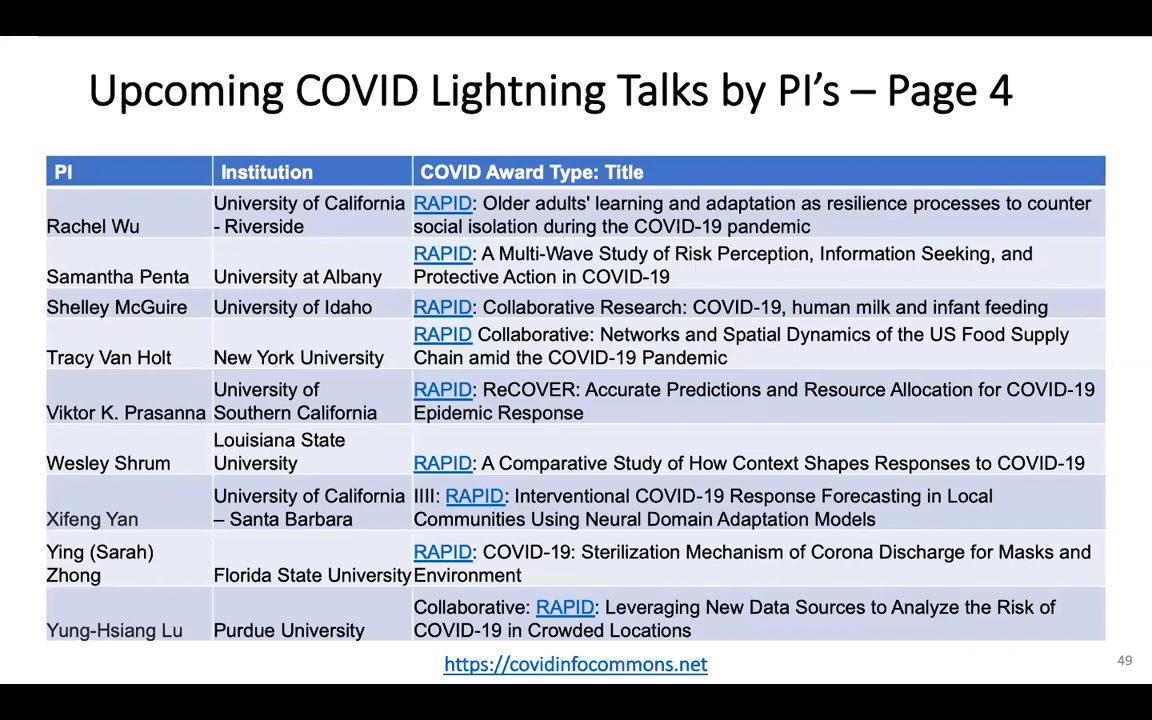 Upcoming COVID Lightning Talks by PI’s – Page 4
PI Institution COVID Award Type: Title
Rachel Wu
University of California
- Riverside
RAPID: Older adults' learning and adaptation as resilience processes to counter
social isolation during the COVID-19 pandemic
Samantha Penta
University at Albany
RAPID: A Multi-Wave Study of Risk Perception, Information Seeking, and
Protective Action in COVID-19
Shelley McGuire
University of Idaho
RAPID: Collaborative Research: COVID-19, human milk and infant feeding
Tracy Van Holt
New York University
RAPID Collaborative: Networks and Spatial Dynamics of the US Food Supply
Chain amid the COVID-19 Pandemic
Viktor K. Prasanna
University of
Southern California
RAPID: ReCOVER: Accurate Predictions and Resource Allocation for COVID-19
Epidemic Response
Wesley Shrum
Louisiana State
University
RAPID: A Comparative Study of How Context Shapes Responses to COVID-19
Xifeng Yan
University of California
– Santa Barbara
IIII: RAPID: Interventional COVID-19 Response Forecasting in Local
Communities Using Neural Domain Adaptation Models
Ying (Sarah)
Zhong
Florida State University
RAPID: COVID-19: Sterilization Mechanism of Corona Discharge for Masks and
Environment
Yung-Hsiang Lu
Purdue University
Collaborative: RAPID: Leveraging New Data Sources to Analyze the Risk of
COVID-19 in Crowded Locations
https://covidinfocommons.net
49